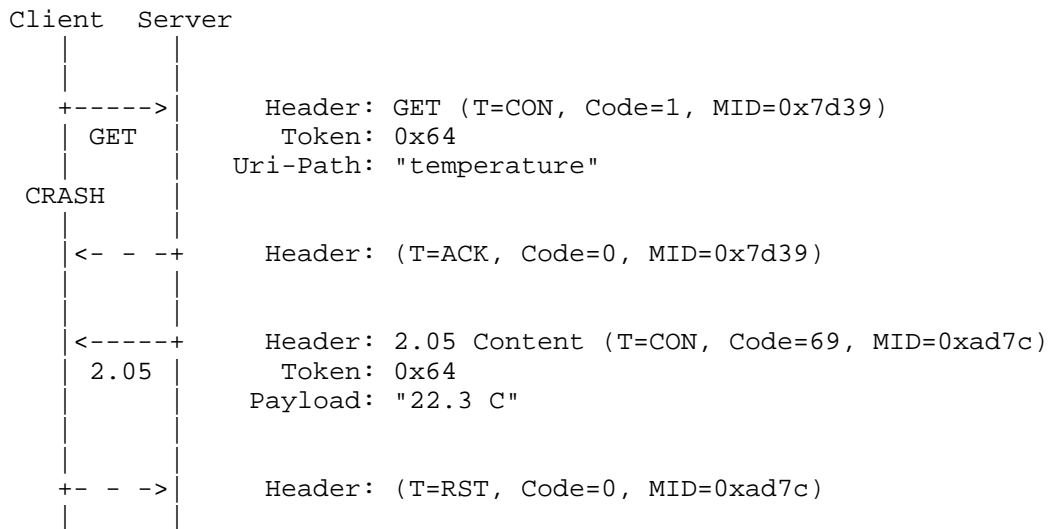 Client Server
+----->| Header: GET (T=CON, Code=1, MID=0x7d39)
| GET | Token: 0x64
| | Uri-Path: "temperature"
CRASH |
|<- - -+ Header: (T=ACK, Code=0, MID=0x7d39)
|<-----+ Header: 2.05 Content (T=CON, Code=69, MID=0xad7c)
| 2.05 | Token: 0x64
| | Payload: "22.3 C"
+- - ->| Header: (T=RST, Code=0, MID=0xad7c)